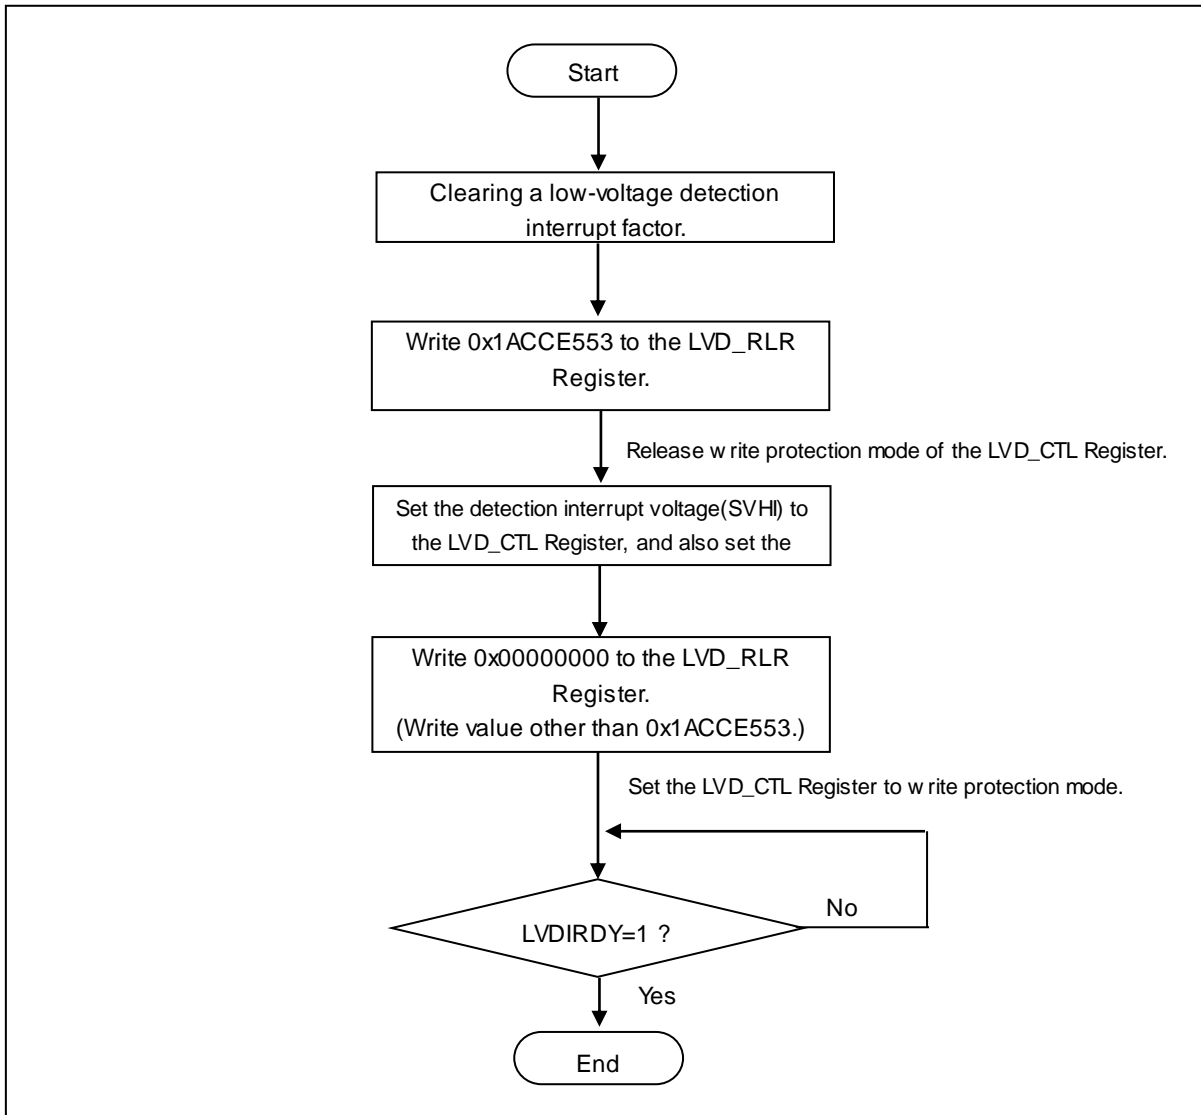 Start
Clearing a low-voltage detection
interrupt factor.
Write 0x1ACCE553 to the LVD_RLR
Register.
Release write protection mode of the LVD_CTL Register.
Set the detection interrupt voltage(SVHI) to
the LVD_CTL Register, and also set the
Write 0x00000000 to the LVD_RLR
Register.
(Write value other than 0x1ACCE553.)
Set the LVD_CTL Register to write protection mode.
No
LVDIRDY=1 ?
Yes
End